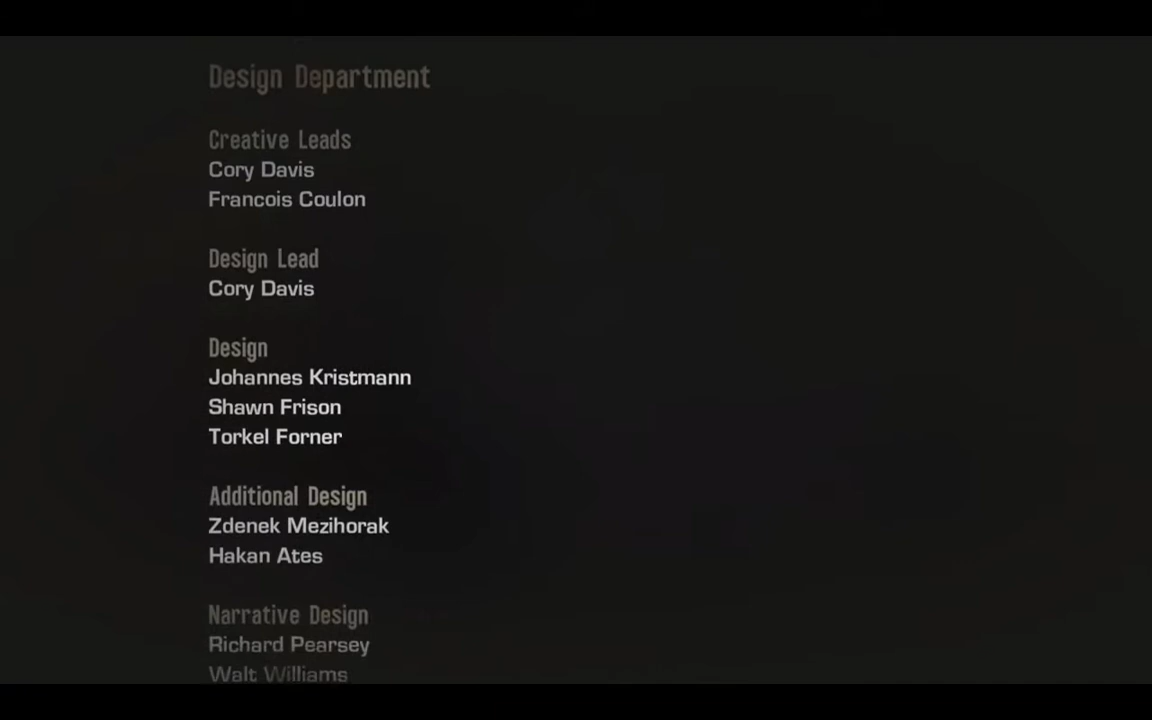 Design Department
Creative Leads
Cory Davis
Francois Coulon
Design Lead
Cory Davis
Design
Johannes Kristmann
Shawn Frison
Torkel Forner
Additional Design
Zdenek Mezihorak
Hakan Ates
Narrative Design
Richard Pearsey
Walt Williams